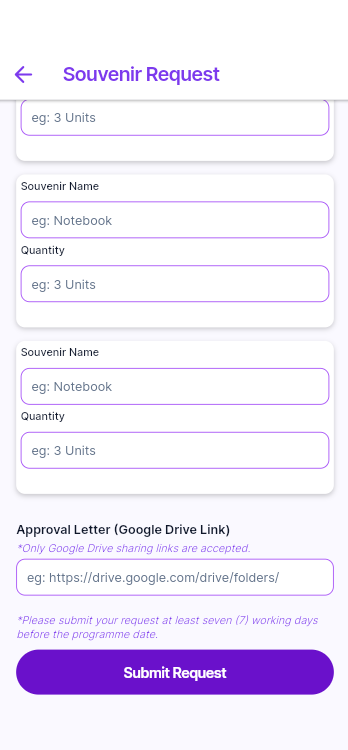 Souvenir Request
eg: 3 Units
Souvenir Name
eg: Notebook
Quantity
eg: 3 Units
Souvenir Name
eg: Notebook
Quantity
eg: 3 Units
Approval Letter (Google Drive Link)
*Only Google Drive sharing links are accepted.
eg: https://drive.google.com/drive/folders/
*Please submit your request at least seven (7) working days
before the programme date.
Submit Request